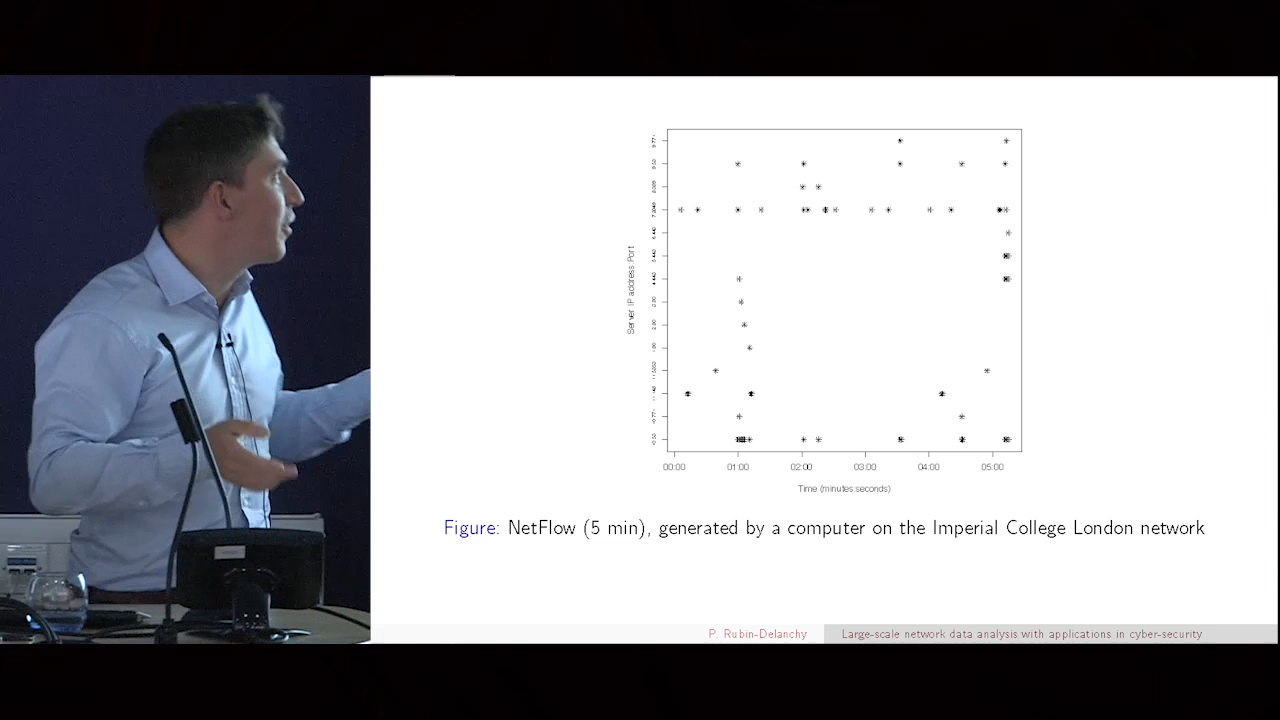 Server IP address:Port
00:00 01:00 02:00 03:00 04:00 05:00
Time (minutes:seconds)
Figure: NetFlow (5 min), generated by a computer on the Imperial College London network
P. Rubin-Delanchy Large-scale network data analysis with applications in cyber-security